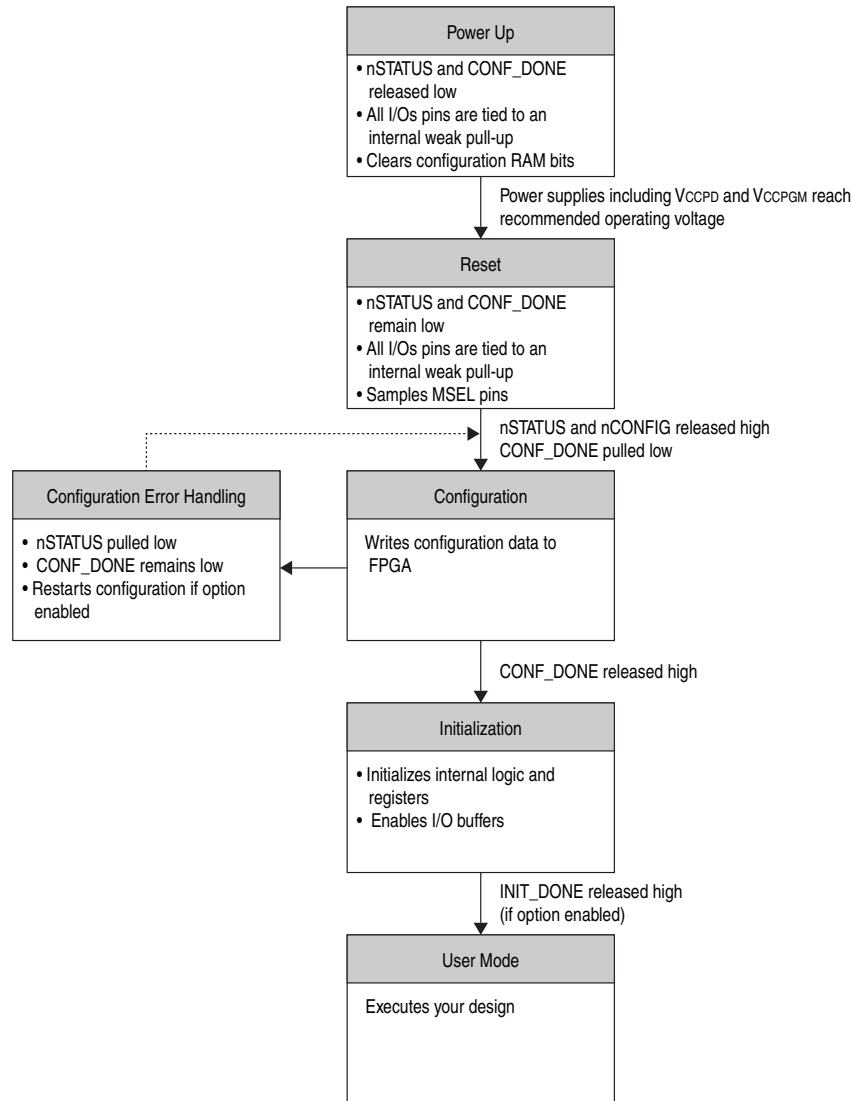 Power Up
• nSTATUS and CONF_DONE
released low
• All I/Os pins are tied to an
internal weak pull-up
• Clears configuration RAM bits
Power supplies including VCCPD and VCCPGM reach
recommended operating voltage
Reset
• nSTATUS and CONF_DONE
remain low
• All I/Os pins are tied to an
internal weak pull-up
• Samples MSEL pins
nSTATUS and nCONFIG released high
CONF_DONE pulled low
Configuration Error Handling
• nSTATUS pulled low
• CONF_DONE remains low
• Restarts configuration if option
enabled
Configuration
Writes configuration data to
FPGA
CONF_DONE released high
Initialization
• Initializes internal logic and
registers
• Enables I/O buffers
INIT_DONE released high
(if option enabled)
User Mode
Executes your design